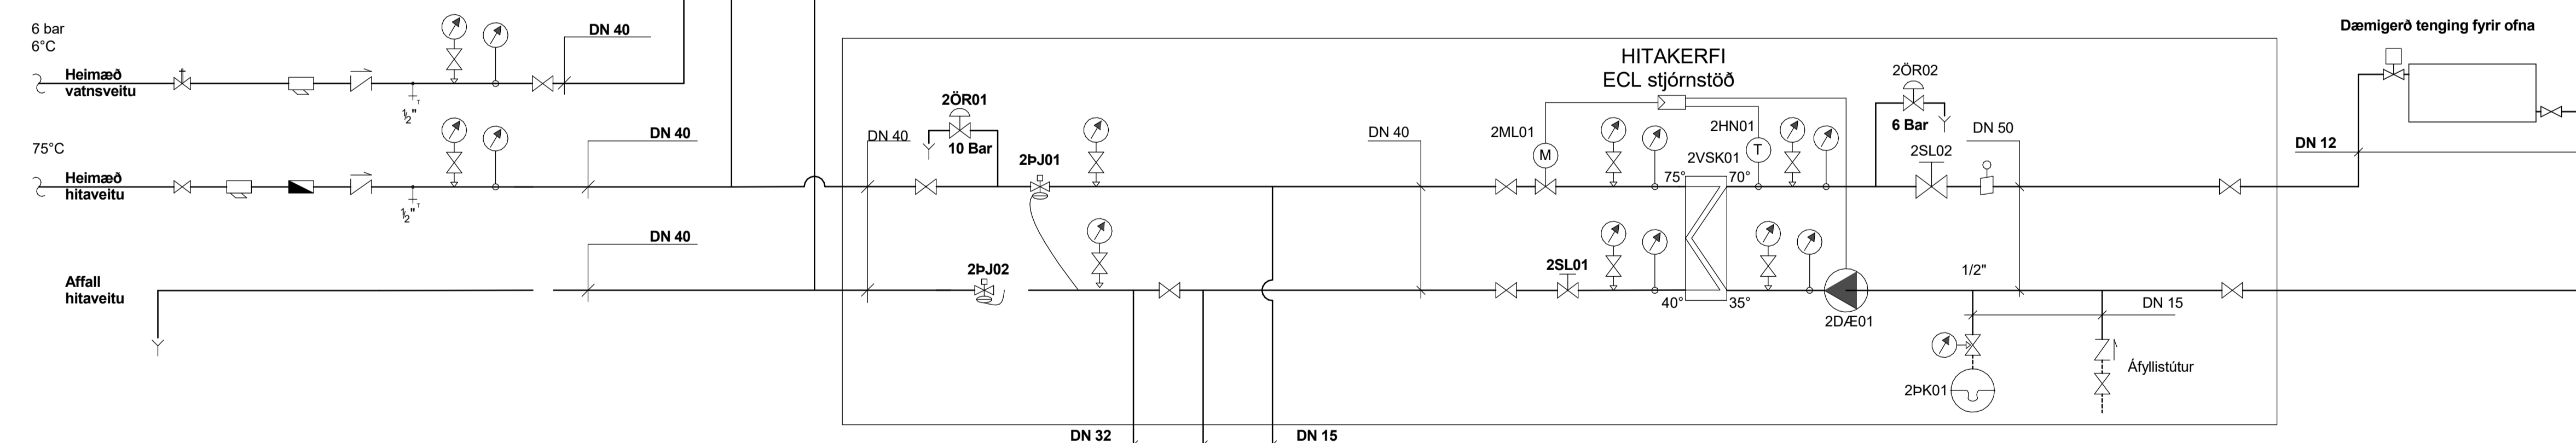 6 bar
6°C
Heimæð
vatnsveitu
½"
T
DN 40
75°C
Heimæð
hitaveitu
½"
T
DN 40
Affall
hitaveitu
DN 40
HITAKERFI
ECL stjórnstöð
DN 40
2ÖR01
10 Bar
2ÞJ01
2ÞJ02
DN 40
2ML01
M
2HN01
T
2VSK01
75°
70°
2ÖR02
6 Bar
2SL02
DN 50
2SL01
40°
35°
2DÆ01
1/2"
DN 15
2ÞK01
Áfyllistútur
DN 32
DN 15
Dæmigerð tenging fyrir ofna
DN 12